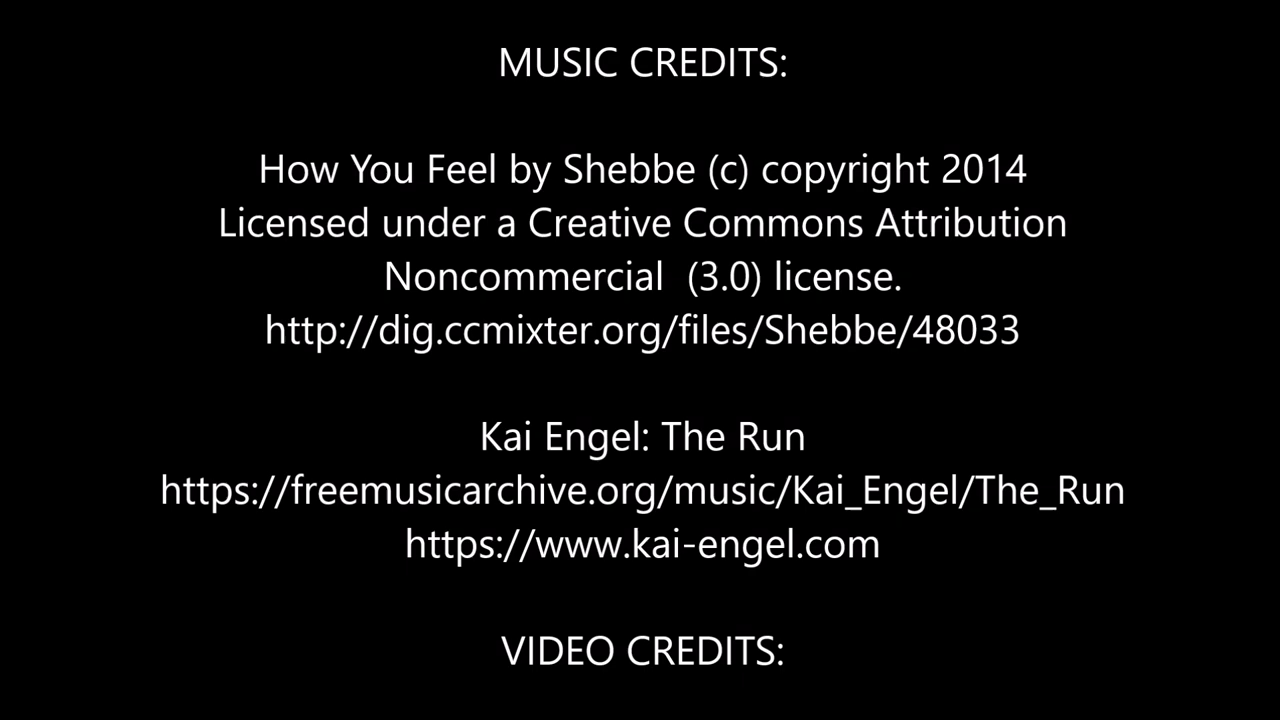 MUSIC CREDITS:
How You Feel by Shebbe (c) copyright 2014
Licensed under a Creative Commons Attribution
Noncommercial  (3.0) license.
http://dig.ccmixter.org/files/Shebbe/48033
Kai Engel: The Run
https://freemusicarchive.org/music/Kai_Engel/The_Run
https://www.kai-engel.com
VIDEO CREDITS: